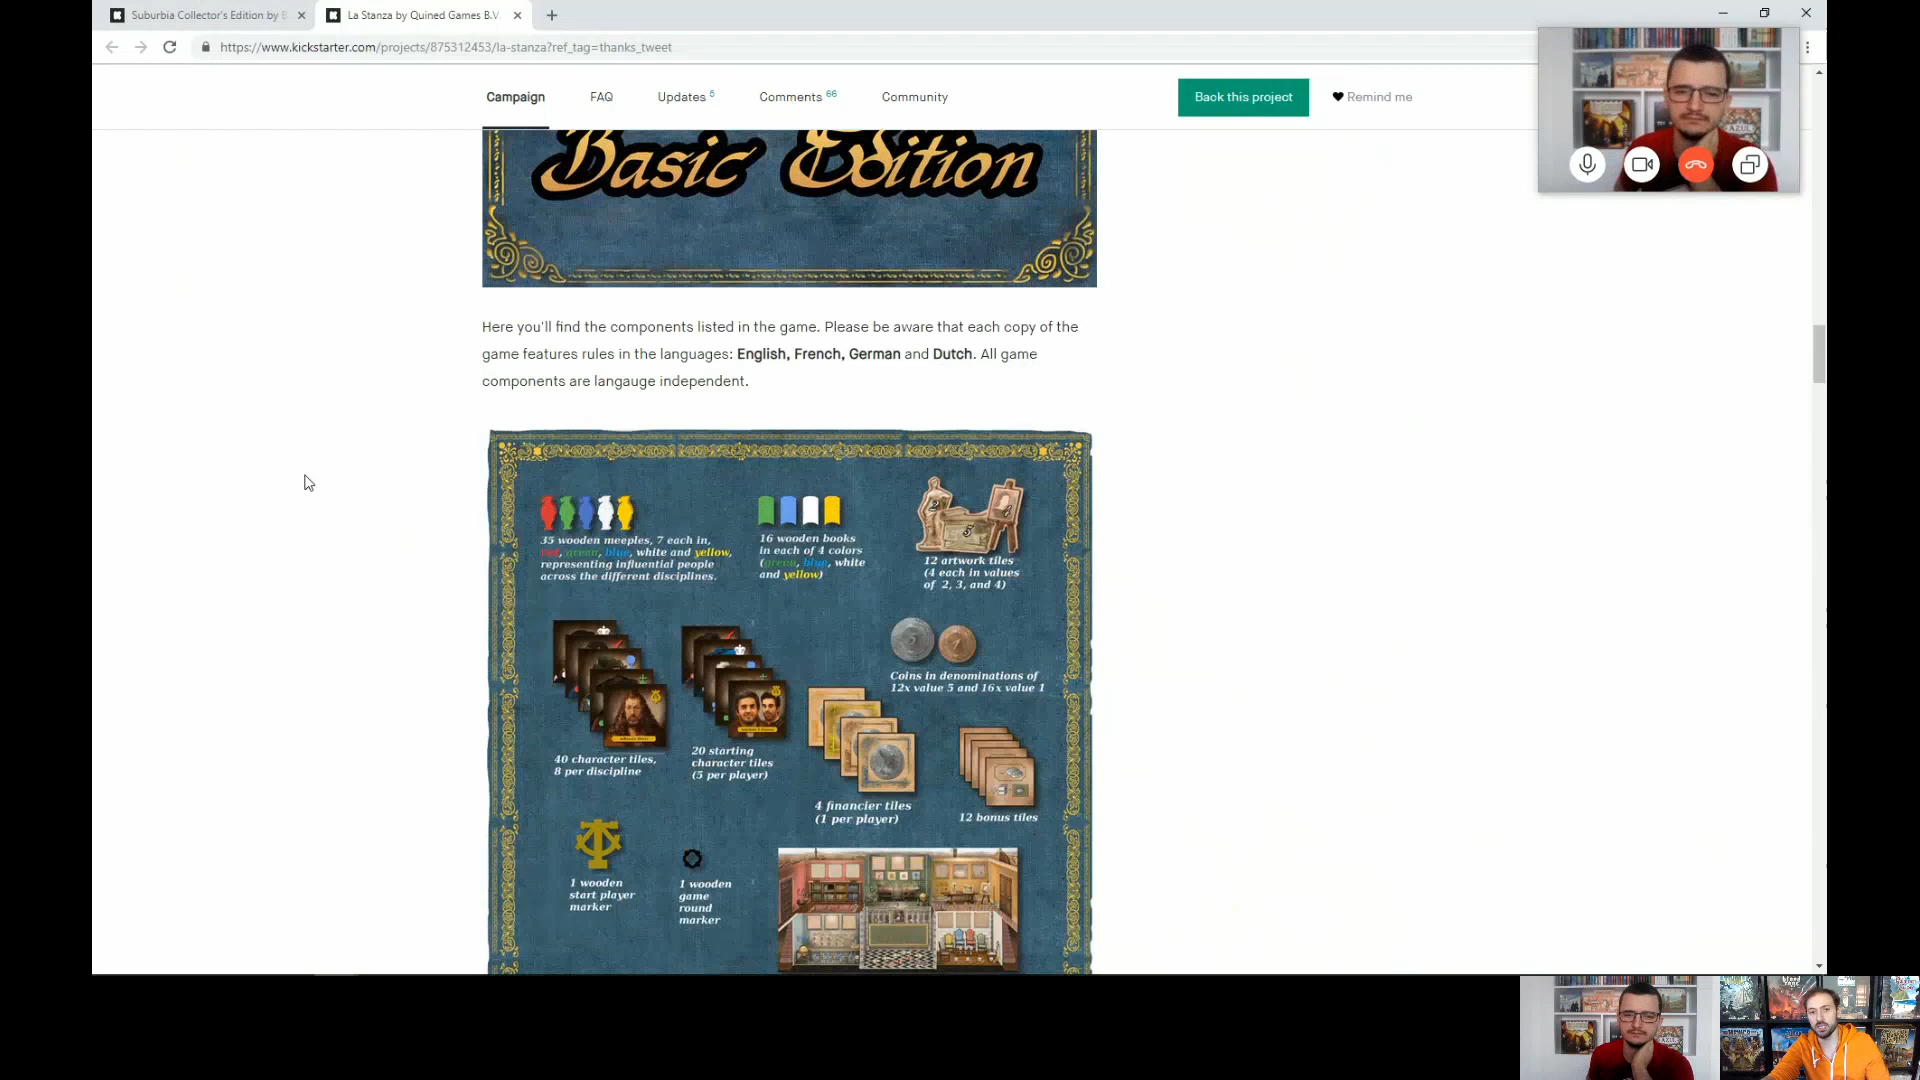 Suburbia Collector's Edition by
La Stanza by Quined Games B.V.
https://www.kickstarter.com/projects/875312453/la-stanza?ref_tag=thanks_tweet
Campaign
FAQ
Updates 5
Comments 66
Community
Back this project
Remind me
Basic Edition
Here you'll find the components listed in the game. Please be aware that each copy of the
game features rules in the languages: English, French, German and Dutch. All game
components are langauge independent.
35 wooden meeples, 7 each in,
red, green, blue, white and yellow,
representing influential people
across the different disciplines.
16 wooden books
in each of 4 colors
(green, blue, white
and yellow)
2
5
4
12 artwork tiles
(4 each in values
of 2, 3, and 4)
5
1
Coins in denominations of
12x value 5 and 16x value 1
40 character tiles,
8 per discipline
20 starting
character tiles
(5 per player)
4 financier tiles
(1 per player)
12 bonus tiles
1 wooden
start player
marker
1 wooden
game
round
marker
AZUL